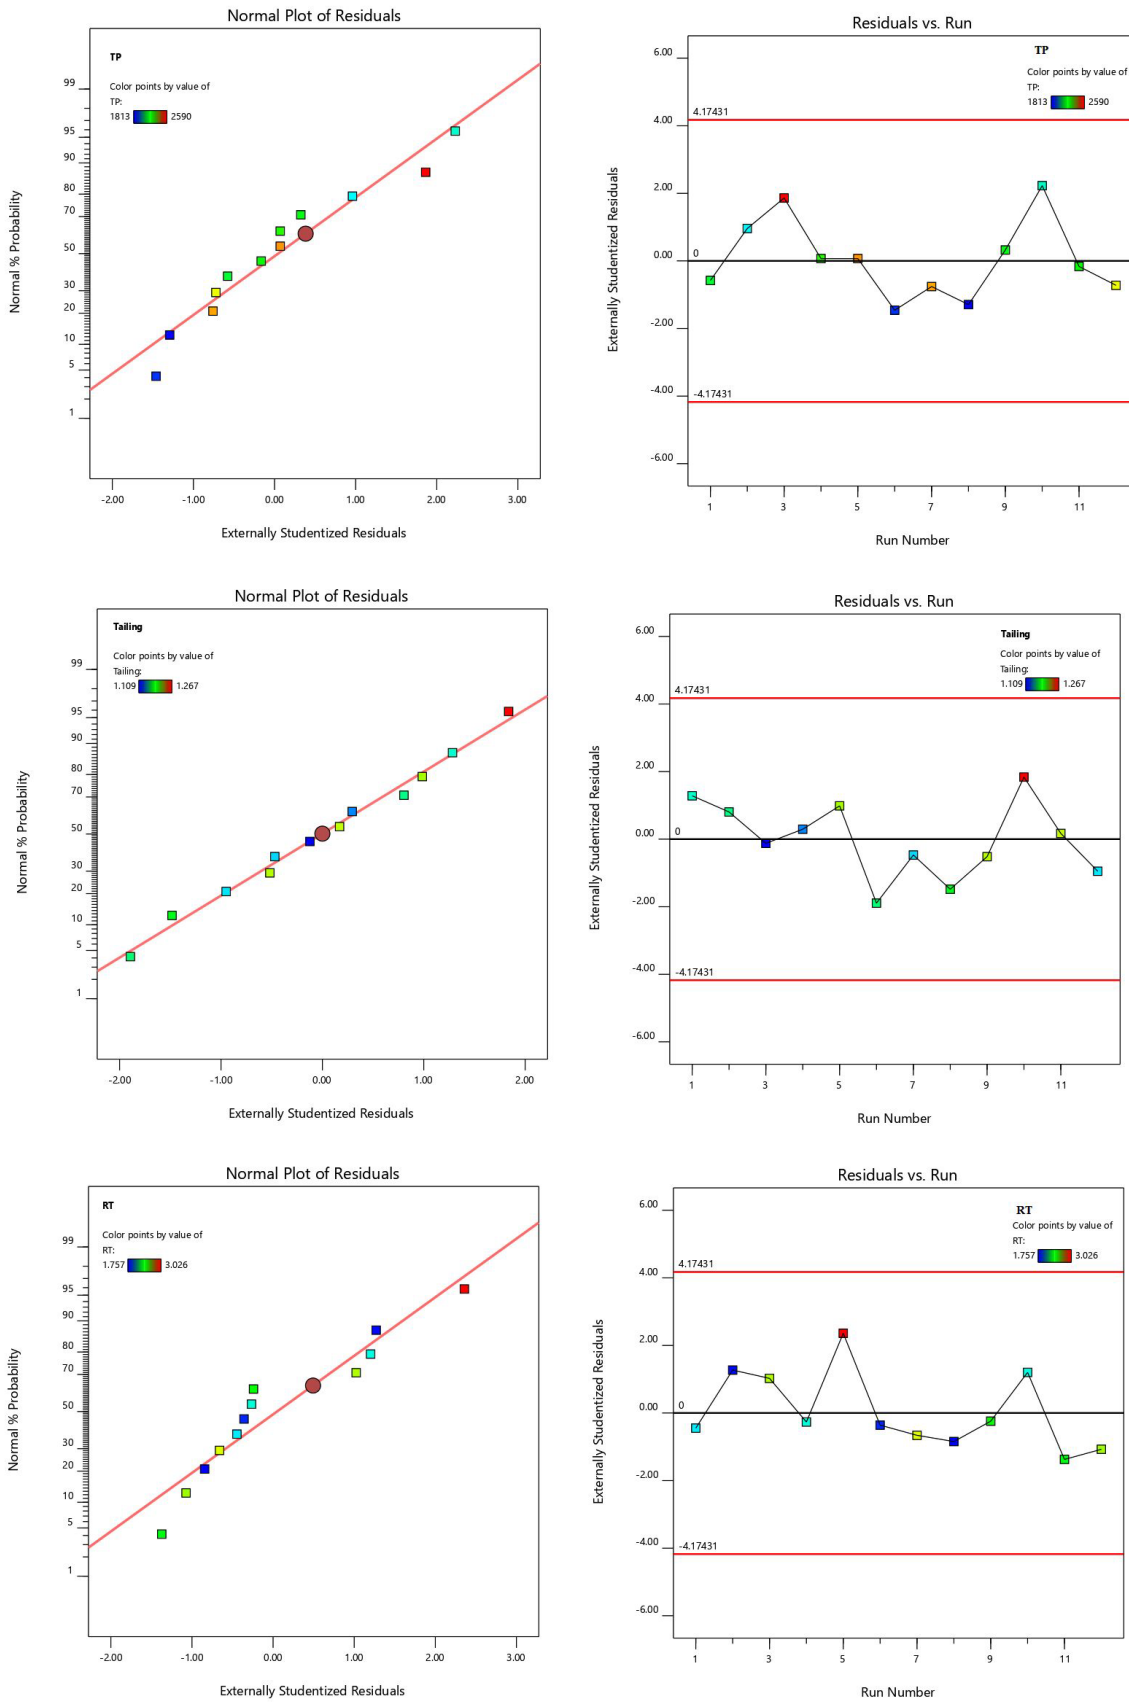 Normal Plot of Residuals
TP
Color points by value of
TP:
1813 2590
99
95
90
80
70
50
30
20
10
5
1
Normal % Probability
-2.00 -1.00 0.00 1.00 2.00 3.00
Externally Studentized Residuals
Residuals vs. Run
TP
Color points by value of
TP:
1813 2590
6.00
4.17431
4.00
2.00
0
0.00
-2.00
-4.00
-4.17431
-6.00
Externally Studentized Residuals
1 3 5 7 9 11
Run Number
Normal Plot of Residuals
Tailing
Color points by value of
Tailing:
1.109 1.267
99
95
90
80
70
50
30
20
10
5
1
Normal % Probability
-2.00 -1.00 0.00 1.00 2.00
Externally Studentized Residuals
Residuals vs. Run
Tailing
Color points by value of
Tailing:
1.109 1.267
6.00
4.17431
4.00
2.00
0
0.00
-2.00
-4.00
-4.17431
-6.00
Externally Studentized Residuals
1 3 5 7 9 11
Run Number
Normal Plot of Residuals
RT
Color points by value of
RT:
1.757 3.026
99
95
90
80
70
50
30
20
10
5
1
Normal % Probability
-2.00 -1.00 0.00 1.00 2.00 3.00
Externally Studentized Residuals
Residuals vs. Run
RT
Color points by value of
RT:
1.757 3.026
6.00
4.17431
4.00
2.00
0
0.00
-2.00
-4.00
-4.17431
-6.00
Externally Studentized Residuals
1 3 5 7 9 11
Run Number